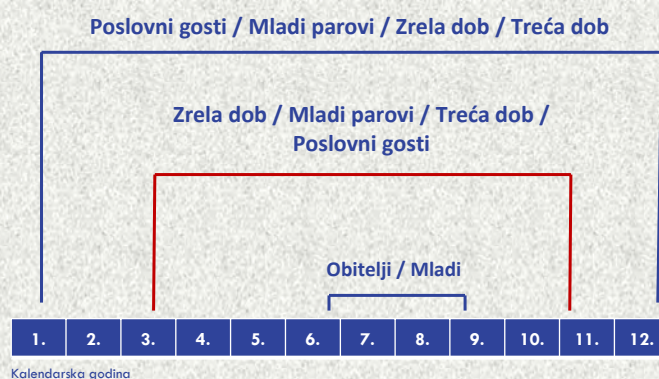 Poslovni gosti / Mladi parovi / Zrela dob / Treća dob
Zrela dob / Mladi parovi / Treća dob /
Poslovni gosti
Obitelji / Mladi
1. 2. 3. 4. 5. 6. 7. 8. 9. 10. 11. 12.
Kalendarska godina